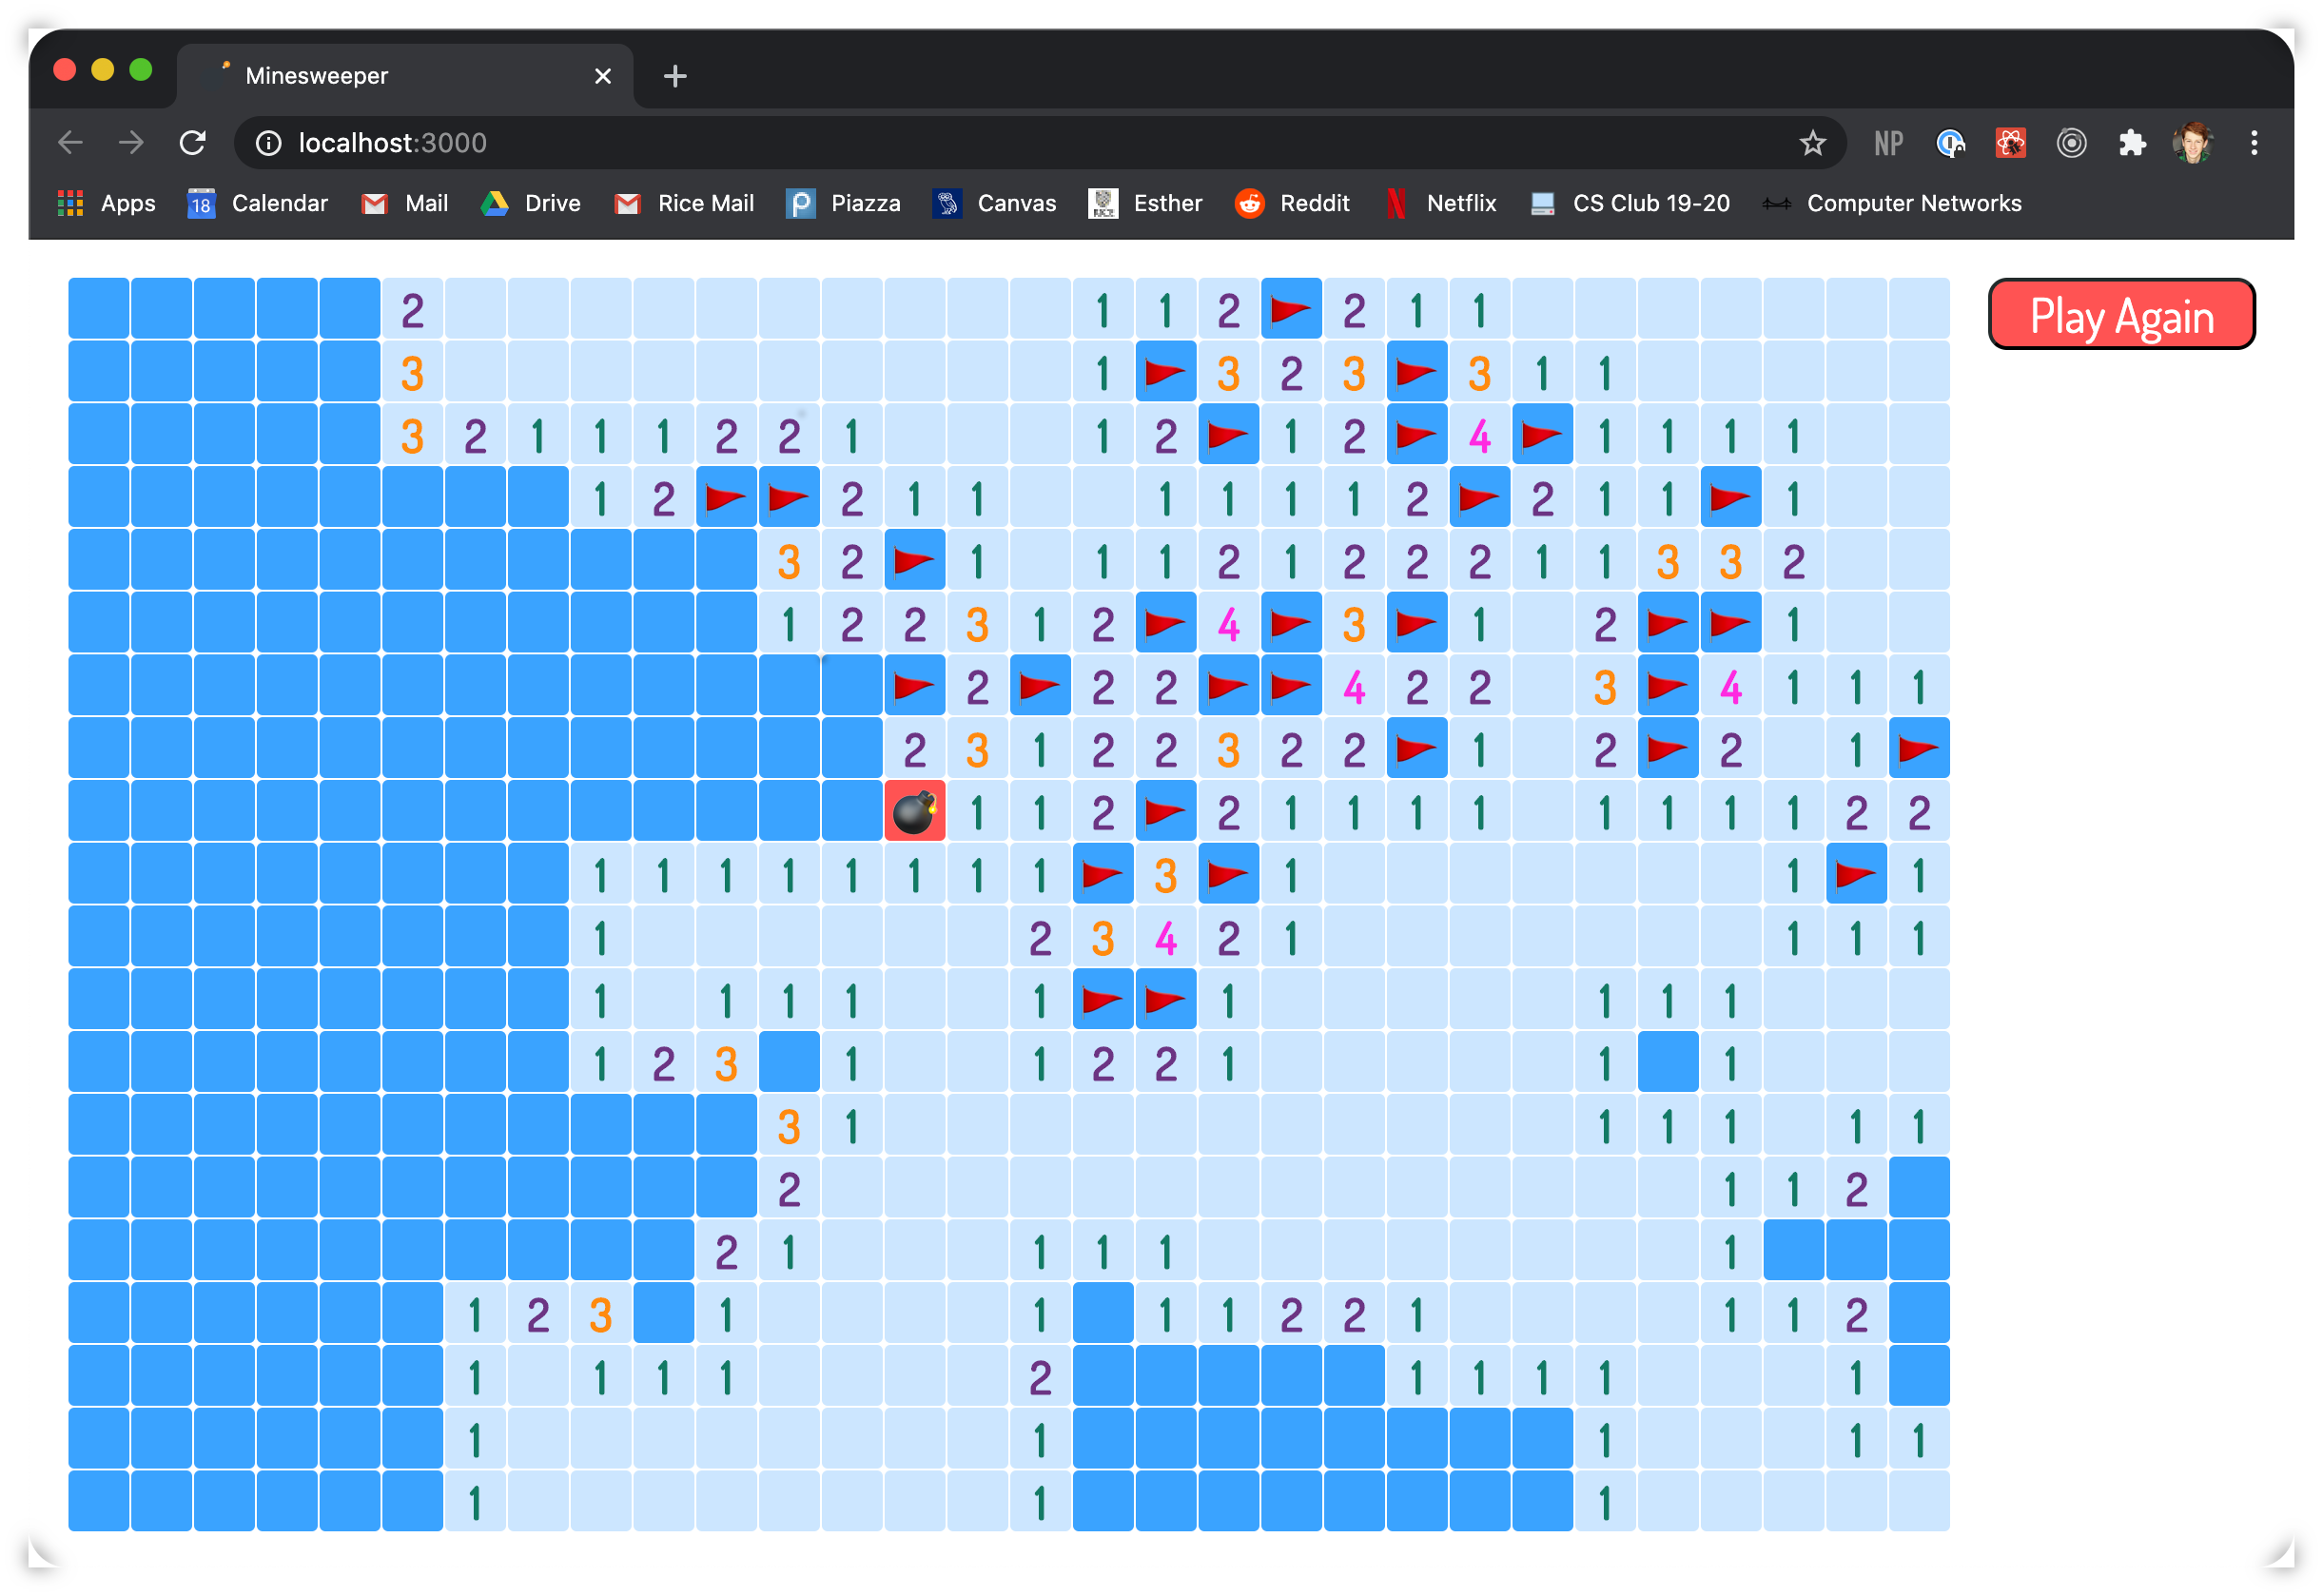 Minesweeper
localhost:3000
NP
Apps 18 Calendar Mail Drive Rice Mail Piazza Canvas Esther Reddit Netflix CS Club 19-20 Computer Networks
2 1 1 2 2 1 1
Play Again
3 1 3 2 3 3 1 1
3 2 1 1 1 2 2 1 1 2 1 2 4 1 1 1 1
1 2 2 1 1 1 1 1 1 2 2 1 1 1
3 2 1 1 1 2 1 2 2 2 1 1 3 3 2
1 2 2 3 1 2 4 3 1 2 1
2 2 2 4 2 2 3 4 1 1 1
2 3 1 2 2 3 2 2 1 2 2 1
1 1 2 2 1 1 1 1 1 1 1 1 2 2
1 1 1 1 1 1 1 1 3 1 1 1
1 2 3 4 2 1 1 1 1
1 1 1 1 1 1 1 1 1
1 2 3 1 1 2 2 1 1 1
3 1 1 1 1 1 1
2 1 1 2
2 1 1 1 1 1
1 2 3 1 1 1 1 2 2 1 1 1 2
1 1 1 1 2 1 1 1 1 1
1 1 1 1 1
1 1 1